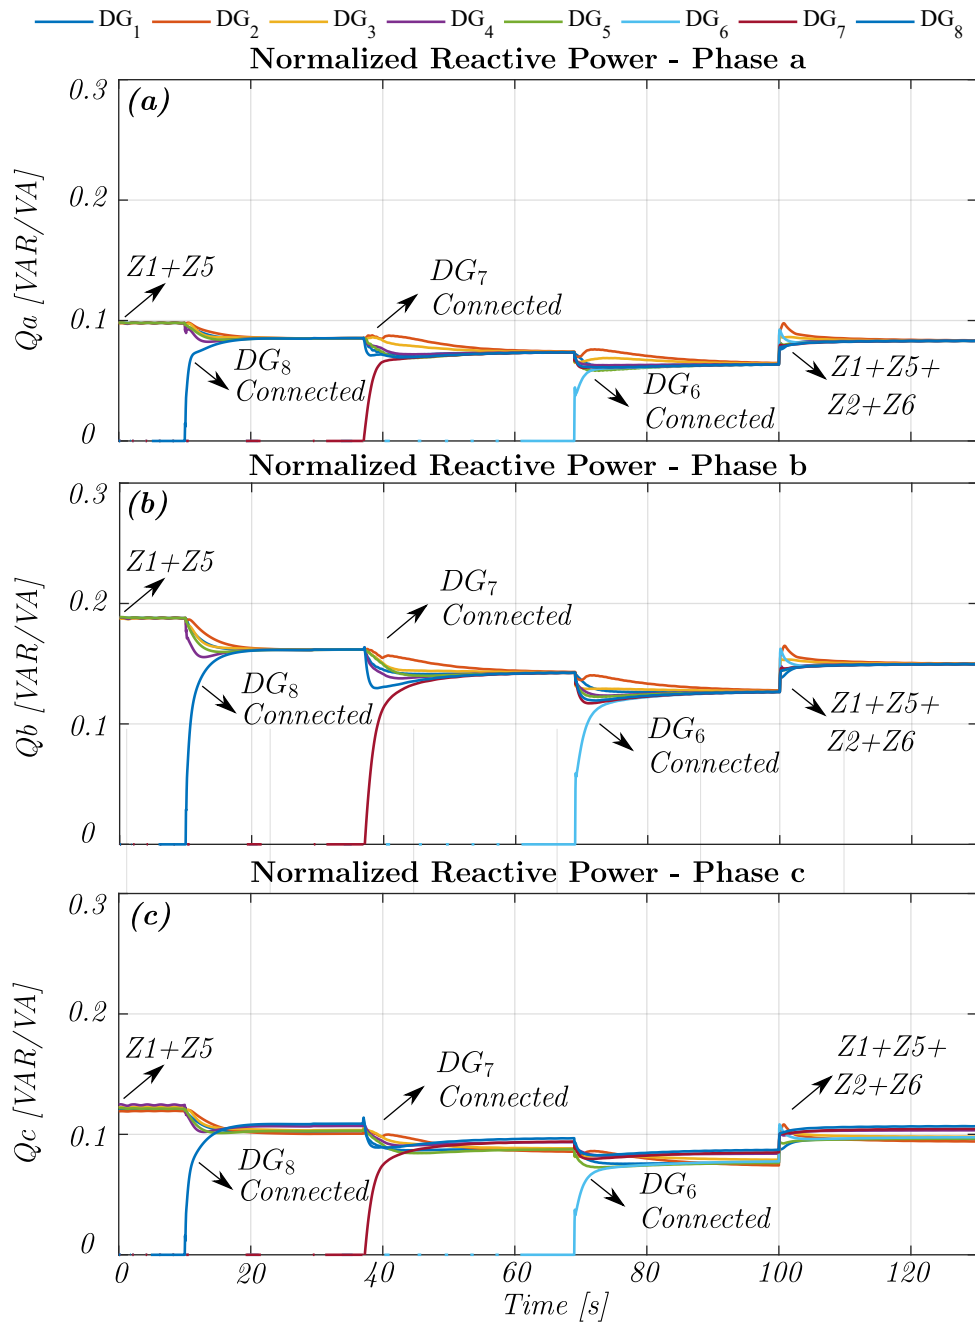 DG1 DG2 DG3 DG4 DG5 DG6 DG7 DG8
Normalized Reactive Power - Phase a
(a)
0.3
0.2
0.1
0
Qa [VAR/VA]
Z1+Z5
DG8
Connected
DG7
Connected
DG6
Connected
Z1+Z5+
Z2+Z6
Normalized Reactive Power - Phase b
(b)
0.3
0.2
0.1
0
Qb [VAR/VA]
Z1+Z5
DG8
Connected
DG7
Connected
DG6
Connected
Z1+Z5+
Z2+Z6
Normalized Reactive Power - Phase c
(c)
0.3
0.2
0.1
0
Qc [VAR/VA]
Z1+Z5
DG8
Connected
DG7
Connected
DG6
Connected
Z1+Z5+
Z2+Z6
0 20 40 60 80 100 120
Time [s]